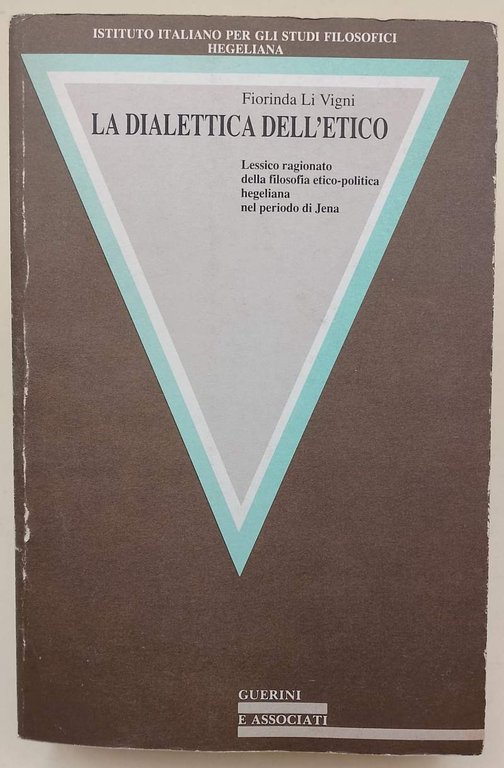 ISTITUTO ITALIANO PER GLI STUDI FILOSOFICI
HEGELIANA
Fiorinda Li Vigni
LA DIALETTICA DELL'ETICO
Lessico ragionato
della filosofia etico-politica
hegeliana
nel periodo di Jena
GUERINI
E ASSOCIATI